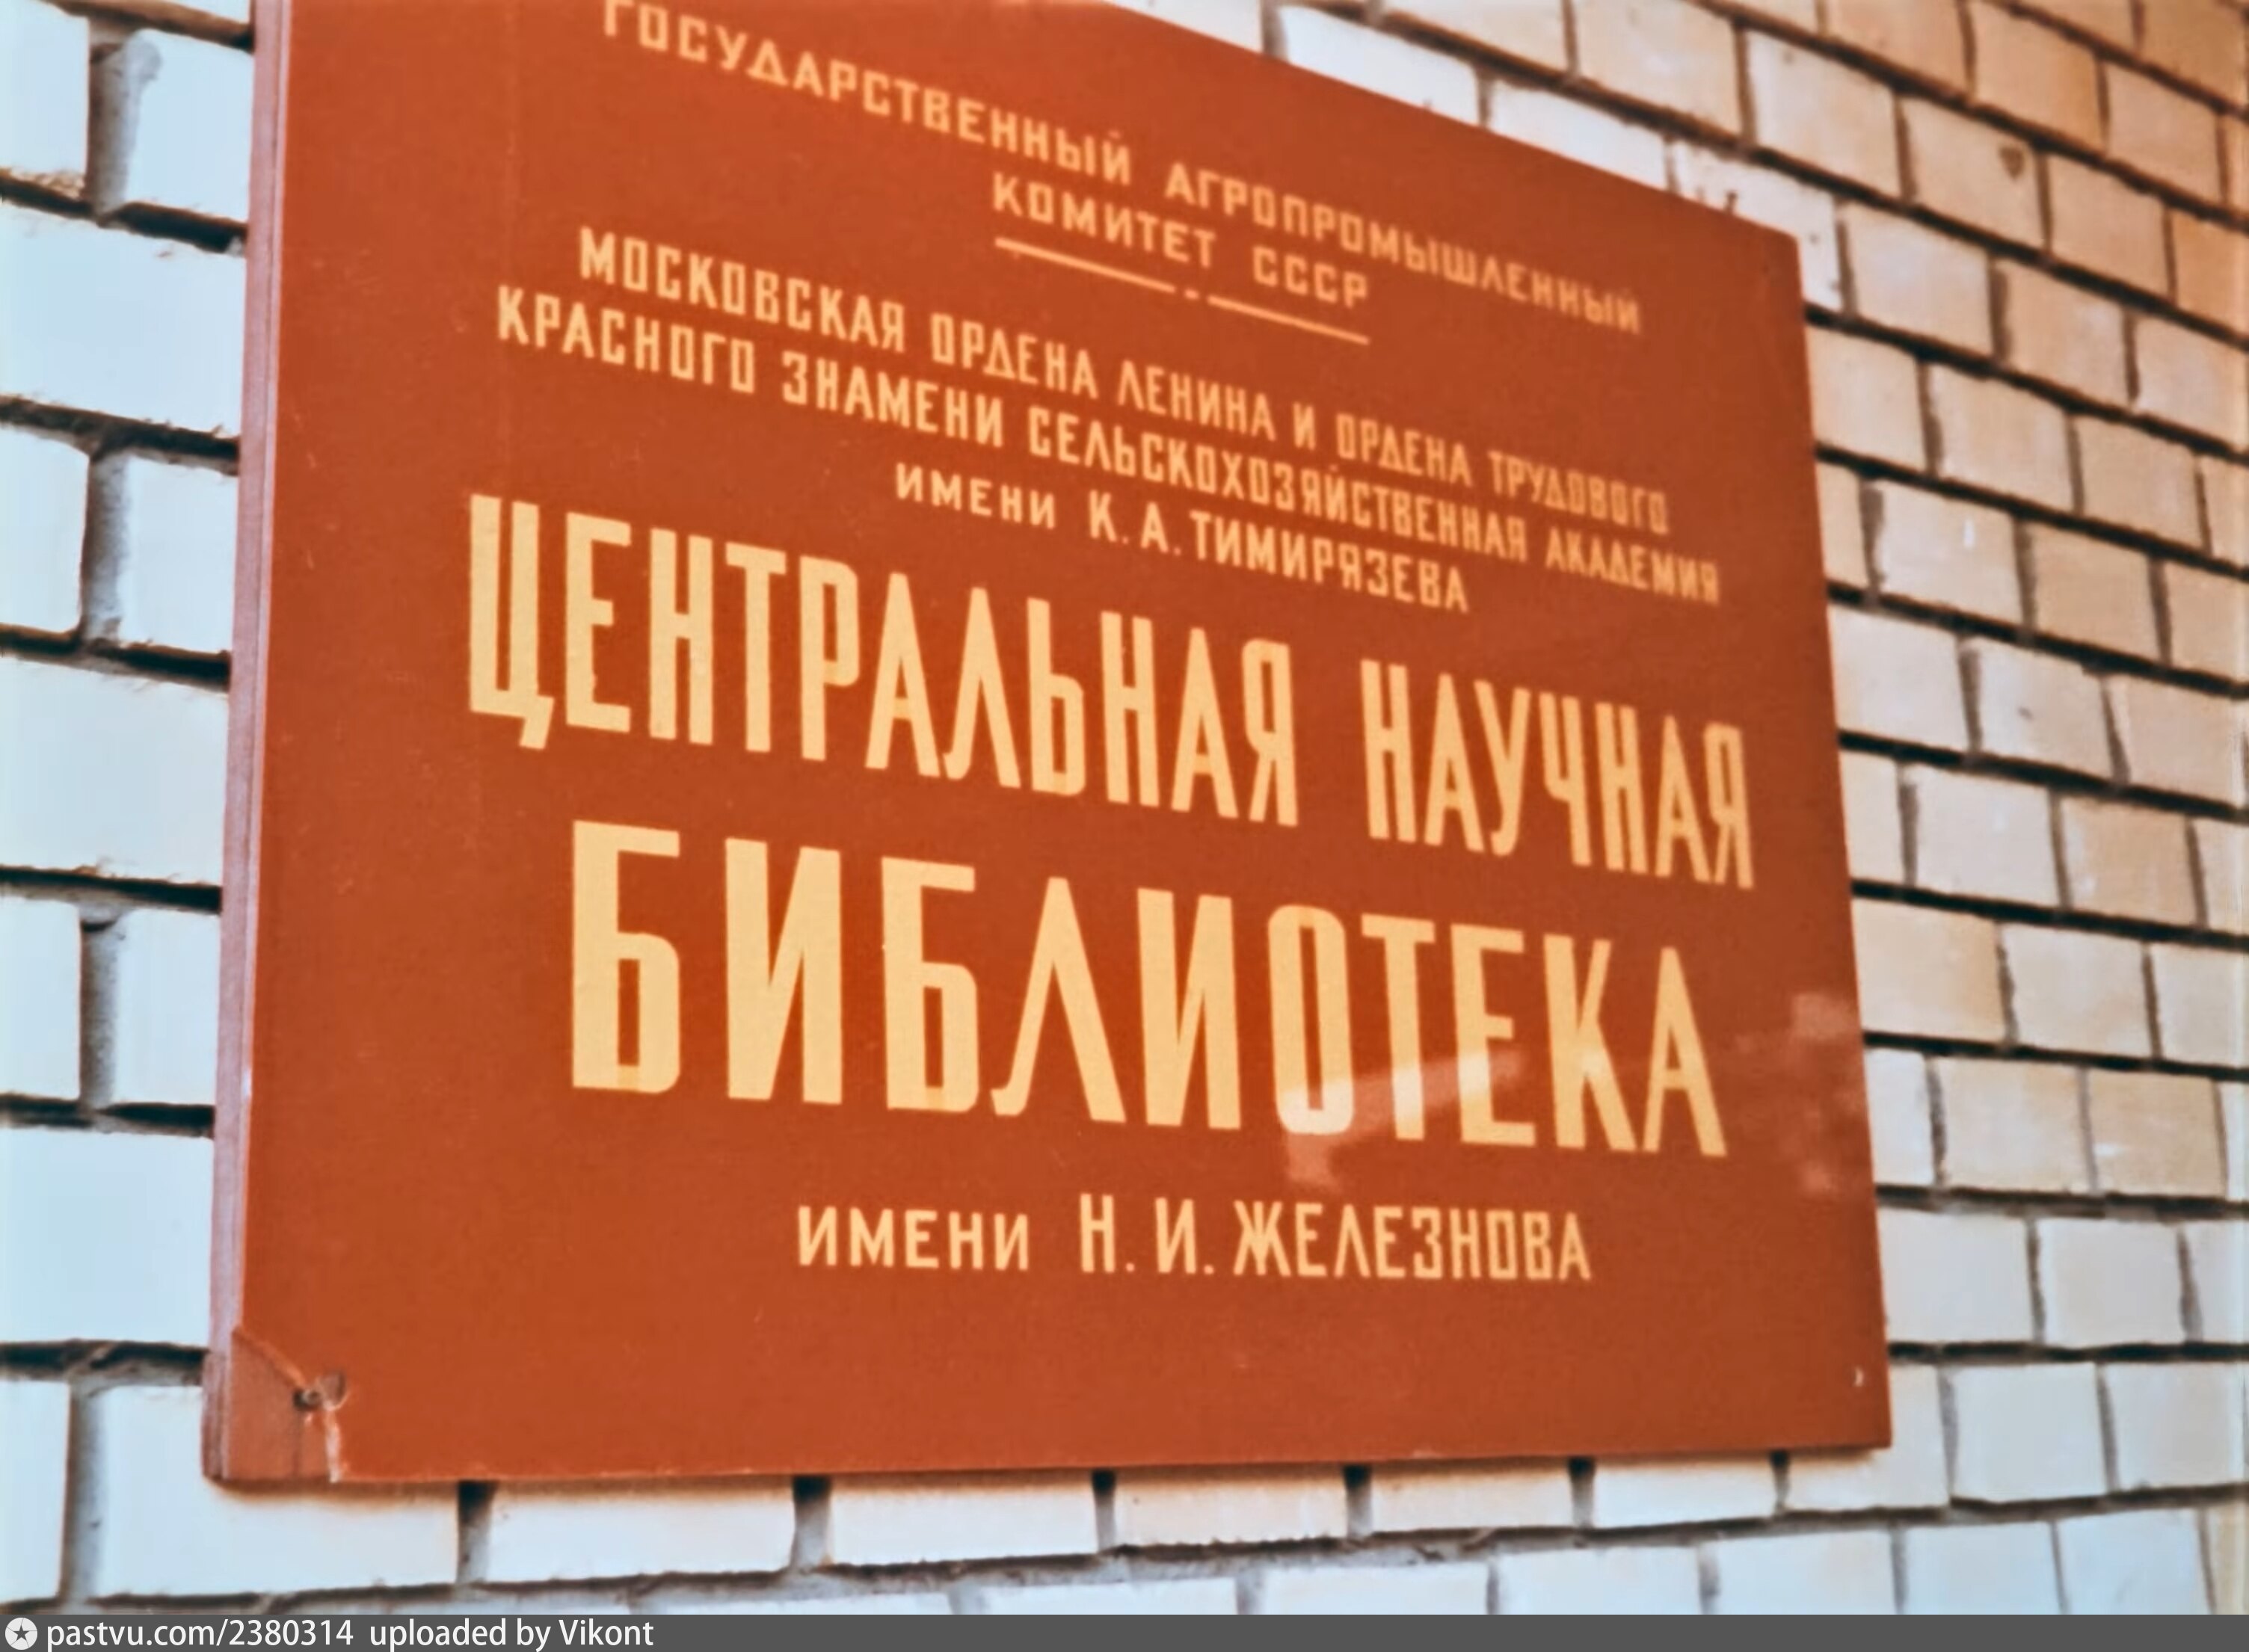 ГОСУДАРСТВЕННЫЙ АГРОПРОМЫШЛЕННЫЙ
КОМИТЕТ СССР
МОСКОВСКАЯ ОРДЕНА ЛЕНИНА И ОРДЕНА ТРУДОВОГО
КРАСНОГО ЗНАМЕНИ СЕЛЬСКОХОЗЯЙСТВЕННАЯ АКАДЕМИЯ
ИМЕНИ К. А. ТИМИРЯЗЕВА
ЦЕНТРАЛЬНАЯ НАУЧНАЯ
БИБЛИОТЕКА
ИМЕНИ Н. И. ЖЕЛЕЗНОВА
pastvu.com/2380314 uploaded by Vikont